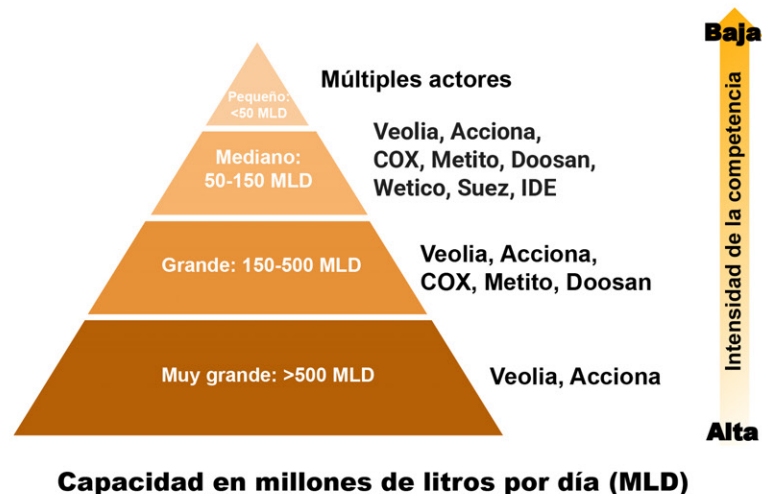 Baja
Múltiples actores
Pequeño:
<50 MLD
Veolia, Acciona,
COX, Metito, Doosan,
Wetico, Suez, IDE
Mediano:
50-150 MLD
Veolia, Acciona,
COX, Metito, Doosan
Grande: 150-500 MLD
Muy grande: >500 MLD
Veolia, Acciona
Intensidad de la competencia
Alta
Capacidad en millones de litros por día (MLD)